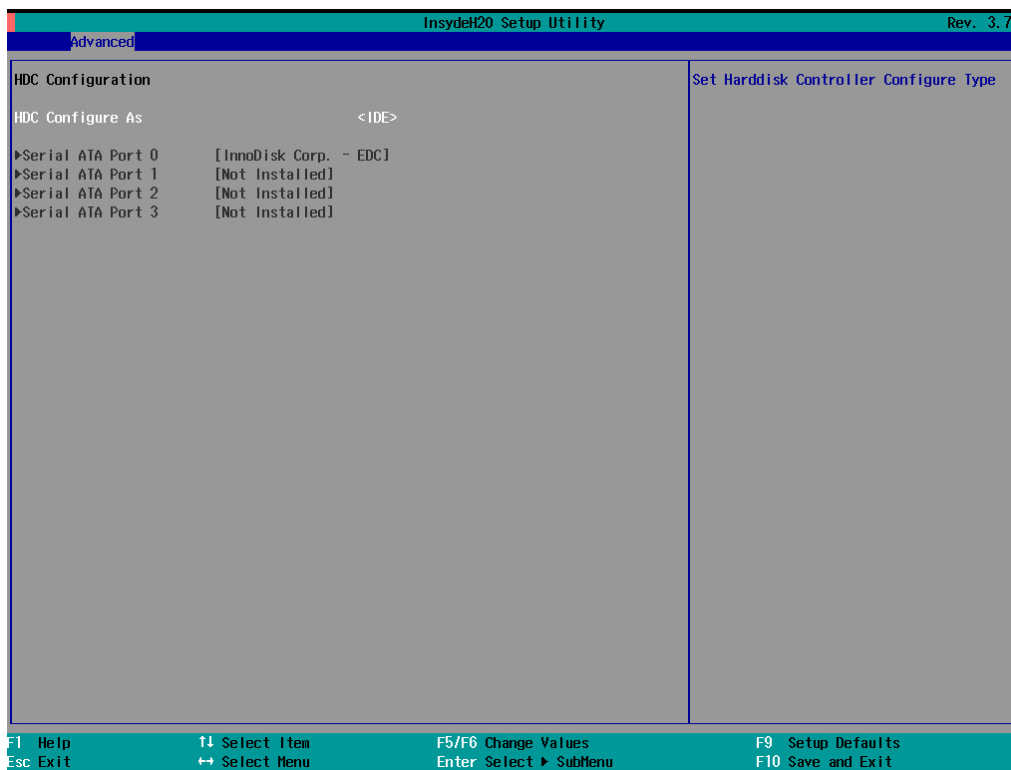 InsydeH20 Setup Utility Rev. 3.7
Advanced
HDC Configuration
Set Harddisk Controller Configure Type
HDC Configure As <IDE>
▶Serial ATA Port 0 [InnoDisk Corp. - EDC]
▶Serial ATA Port 1 [Not Installed]
▶Serial ATA Port 2 [Not Installed]
▶Serial ATA Port 3 [Not Installed]
F1 Help ↑↓ Select Item F5/F6 Change Values F9 Setup Defaults
Esc Exit ↔ Select Menu Enter Select ▶ SubMenu F10 Save and Exit